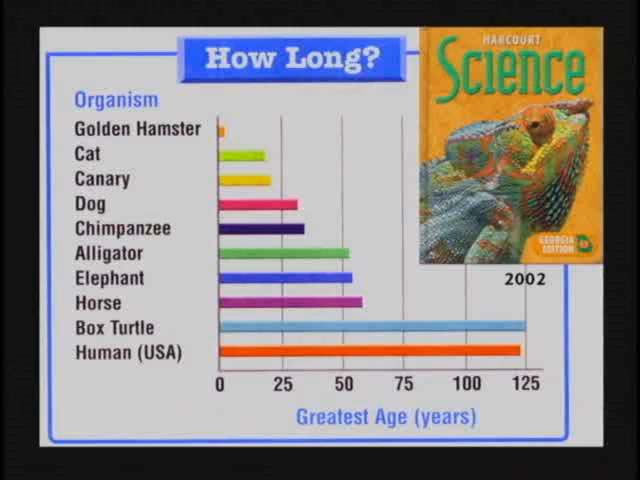 How Long?
HARCOURT
Science
Organism
Golden Hamster
Cat
Canary
Dog
Chimpanzee
Alligator
Elephant
Horse
Box Turtle
Human (USA)
GEORGIA
EDITION
2002
0 25 50 75 100 125
Greatest Age (years)